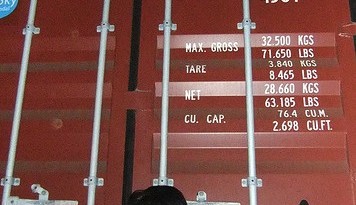 MAX. GROSS 32.500 KGS
71.650 LBS
TARE 3.840 KGS
8.465 LBS
NET 28.660 KGS
63.185 LBS
CU. CAP. 76.4 CU.M.
2.698 CU.FT.